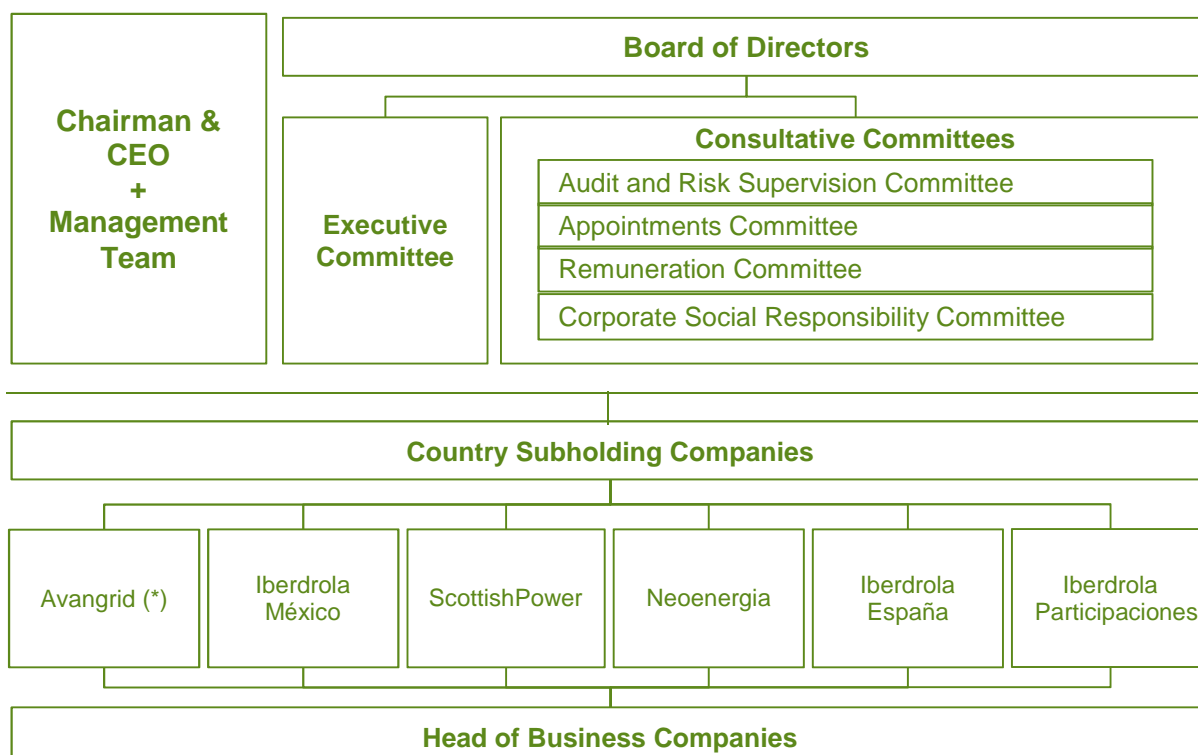 Board of Directors
Chairman &
CEO
+
Management
Team
Executive
Committee
Consultative Committees
Audit and Risk Supervision Committee
Appointments Committee
Remuneration Committee
Corporate Social Responsibility Committee
Country Subholding Companies
Avangrid (*)
Iberdrola
México
ScottishPower
Neoenergia
Iberdrola
España
Iberdrola
Participaciones
Head of Business Companies